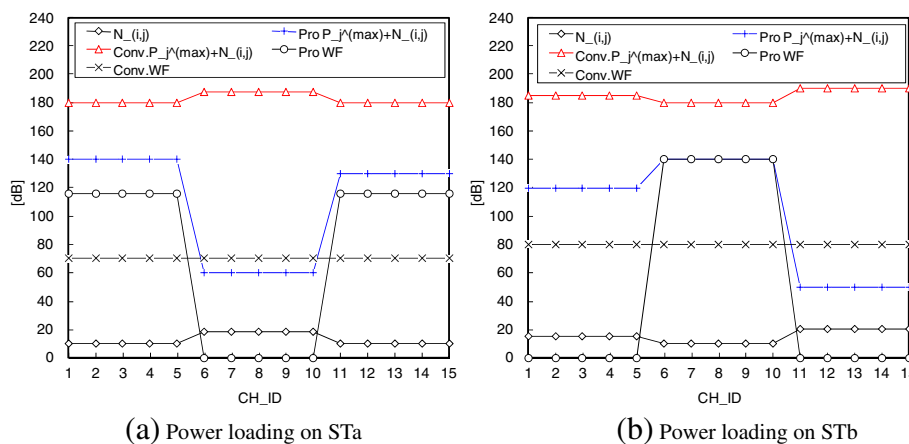 240
220
200
180
160
140
120
100
80
60
40
20
0
[dB]
N_(i,j)
Pro P_j^(max)+N_(i,j)
Conv.P_j^(max)+N_(i,j)
Pro WF
Conv.WF
1 2 3 4 5 6 7 8 9 10 11 12 13 14 15
CH_ID
(a) Power loading on STa
240
220
200
180
160
140
120
100
80
60
40
20
0
[dB]
N_(i,j)
Pro P_j^(max)+N_(i,j)
Conv.P_j^(max)+N_(i,j)
Pro WF
Conv.WF
1 2 3 4 5 6 7 8 9 10 11 12 13 14 15
CH_ID
(b) Power loading on STb